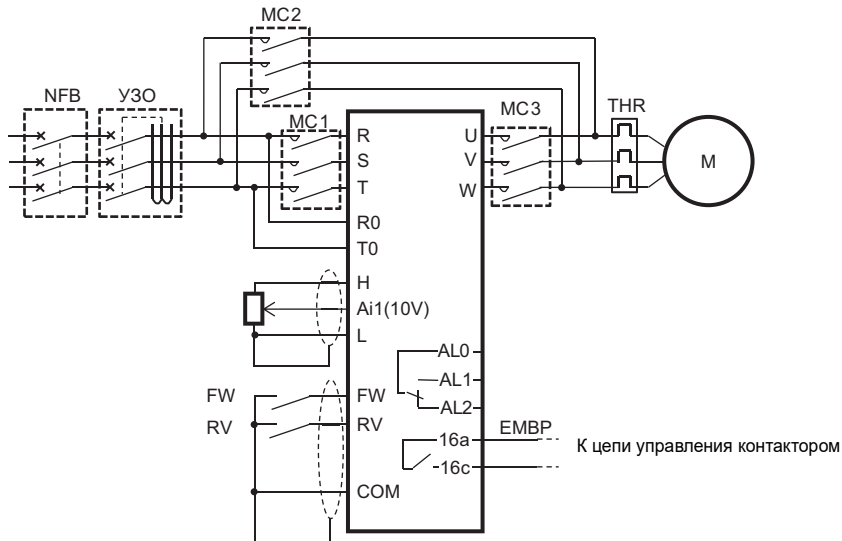 MC2
NFB
УЗО
MC1
MC3
THR
R
S
T
R0
T0
U
V
W
M
H
Ai1(10V)
L
AL0
AL1
AL2
FW
FW
RV
RV
16a
EMBP
16c
К цепи управления контактором
COM